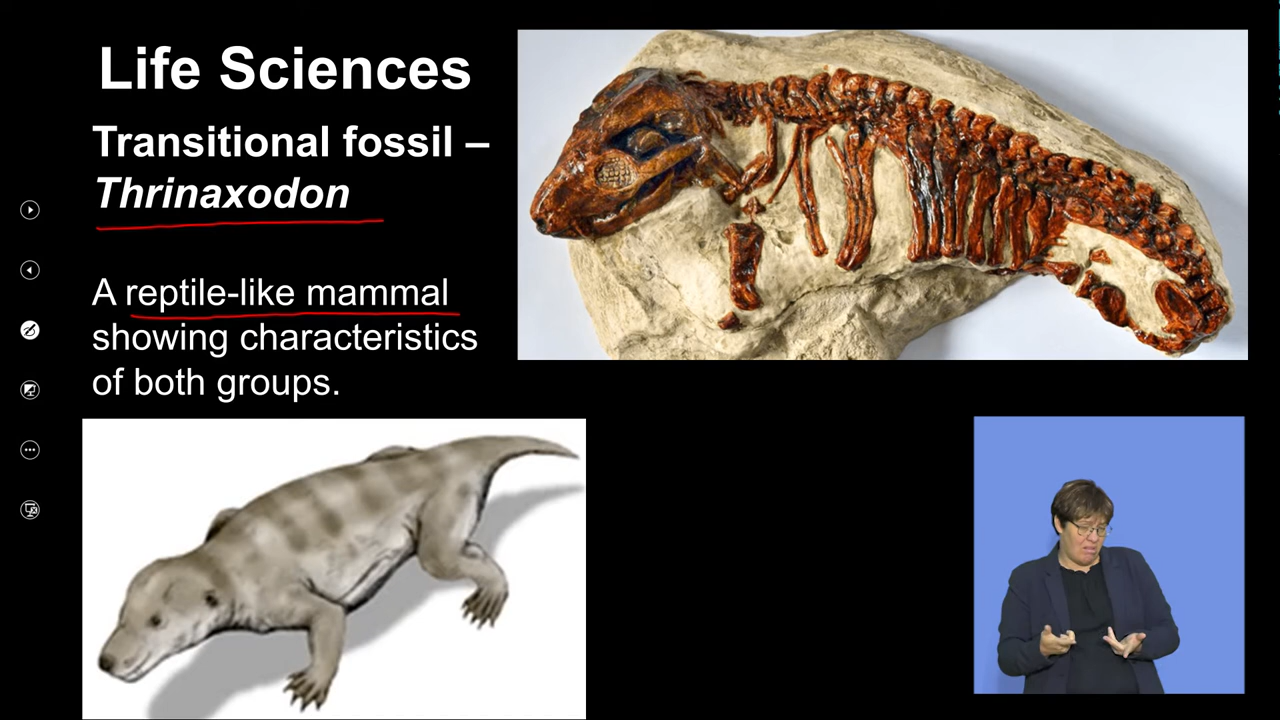 Life Sciences
Transitional fossil –
Thrinaxodon
A reptile-like mammal
showing characteristics
of both groups.